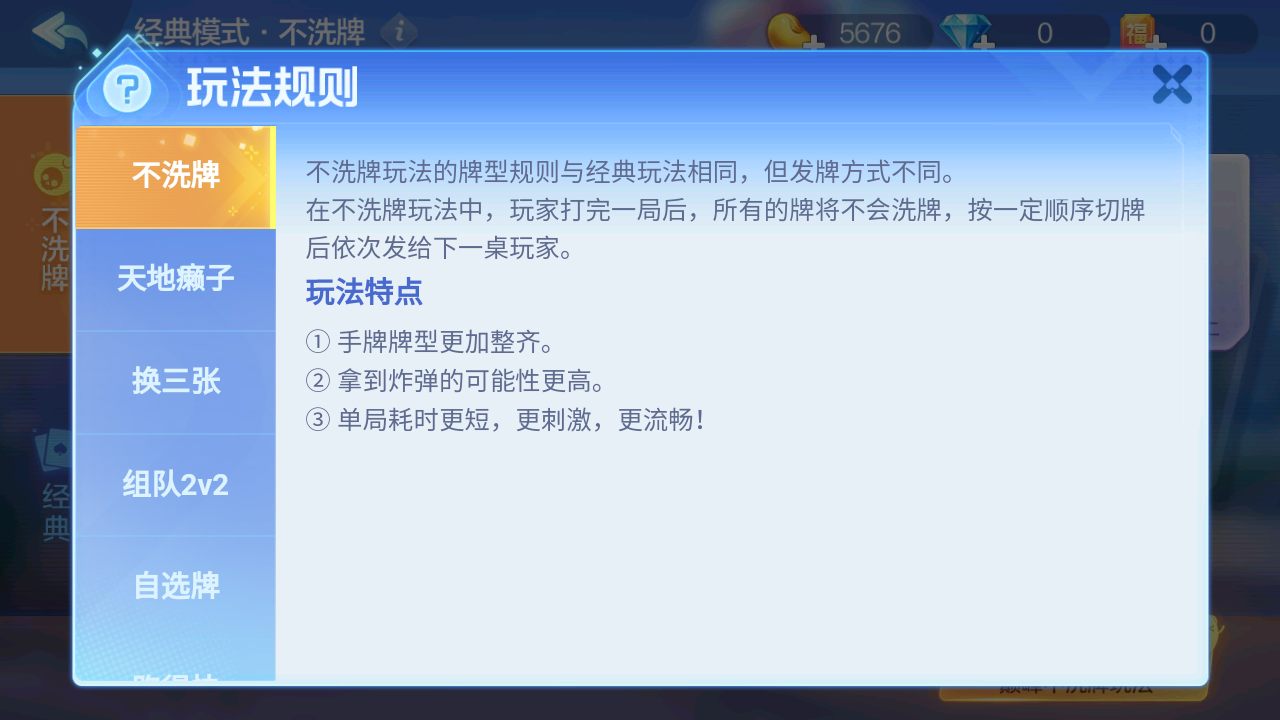 经典模式·不洗牌
5676
0
福
0
玩法规则
不洗牌
天地癞子
换三张
组队2v2
自选牌
不洗牌玩法的牌型规则与经典玩法相同，但发牌方式不同。
在不洗牌玩法中，玩家打完一局后，所有的牌将不会洗牌，按一定顺序切牌
后依次发给下一桌玩家。
玩法特点
① 手牌牌型更加整齐。
② 拿到炸弹的可能性更高。
③ 单局耗时更短，更刺激，更流畅！
不洗牌
经典